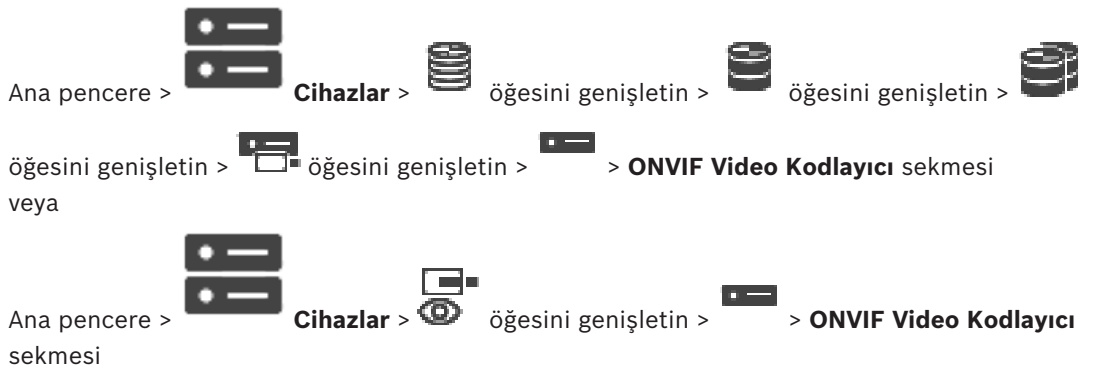 Ana pencere > Cihazlar > öğesini genişletin > öğesini genişletin >
öğesini genişletin > öğesini genişletin > > ONVIF Video Kodlayıcı sekmesi
veya
Ana pencere > Cihazlar > öğesini genişletin > > ONVIF Video Kodlayıcı
sekmesi